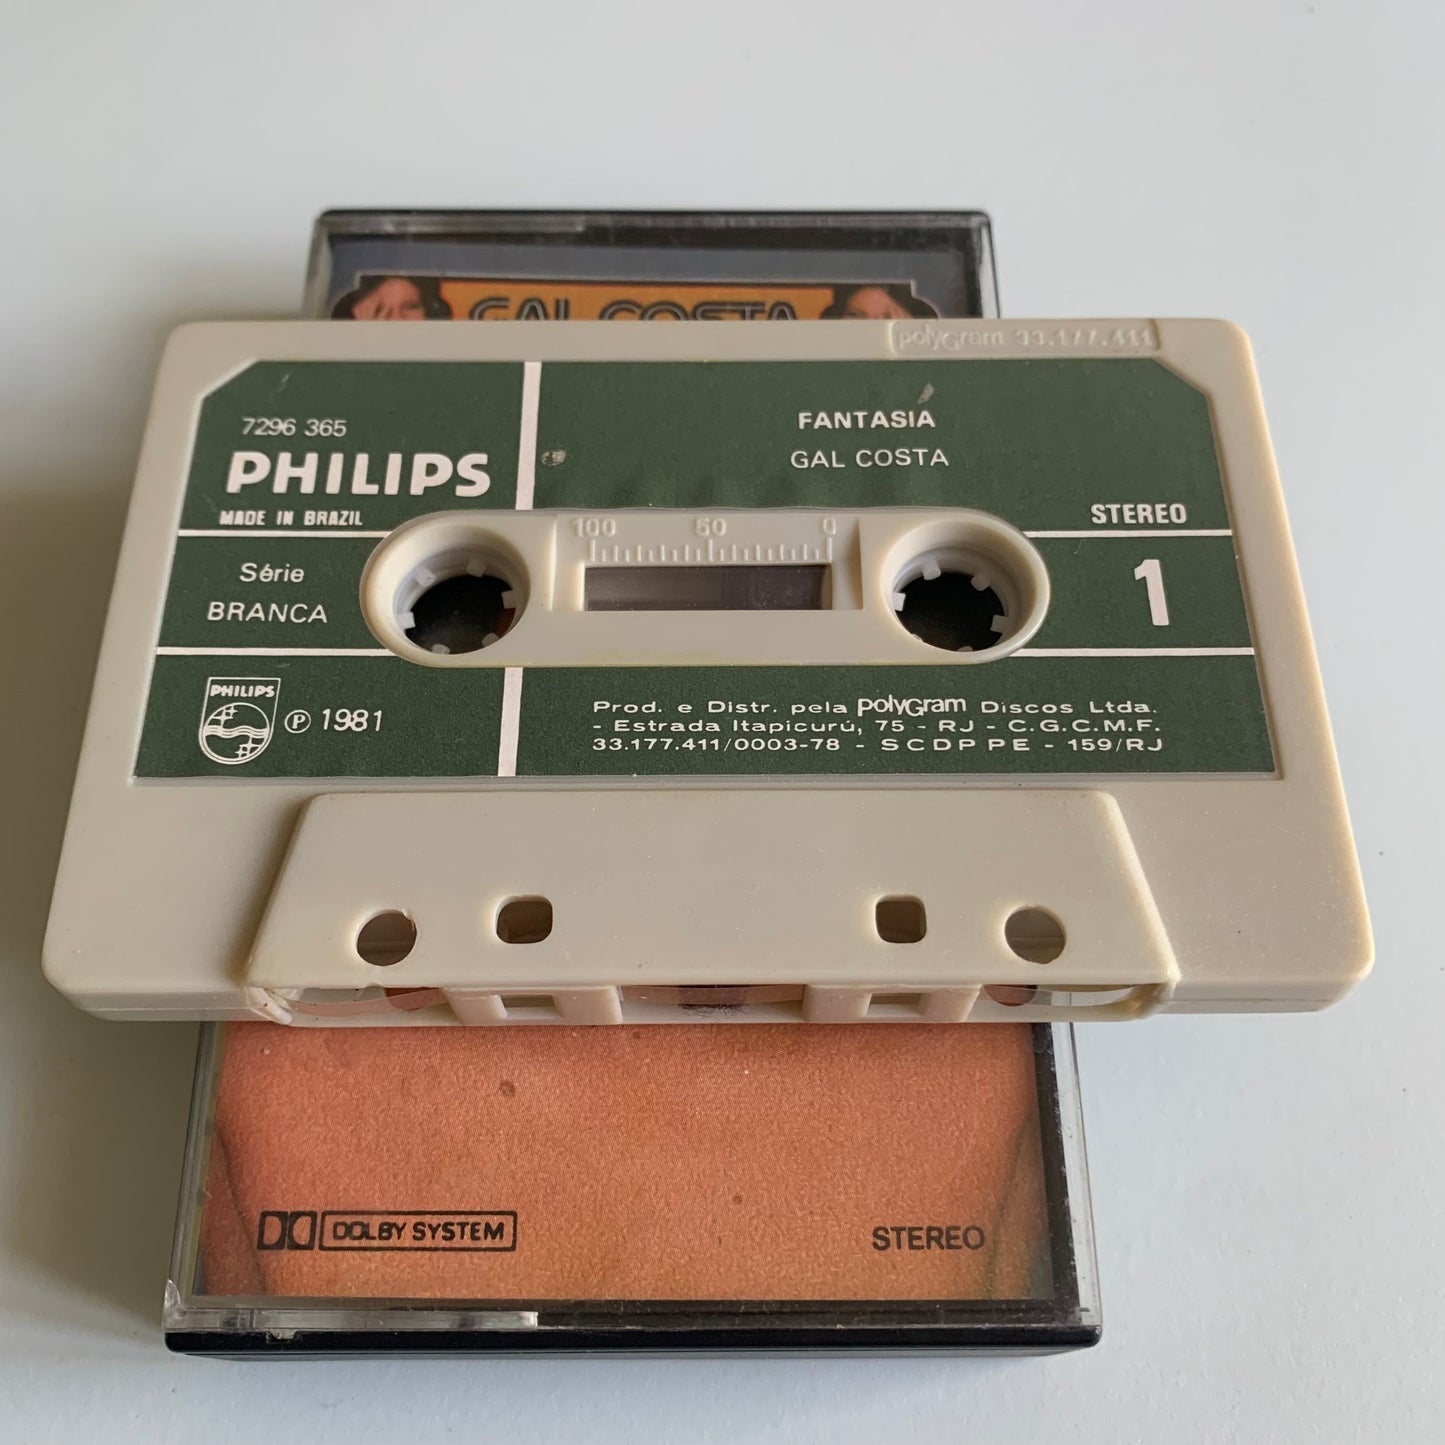 GAL COSTA
polyGram 33.177.411
7296 365
PHILIPS
MADE IN BRAZIL
FANTASIA
GAL COSTA
STEREO
100 50 0
Série
BRANCA
1
PHILIPS
℗ 1981
Prod. e Distr. pela polyGram Discos Ltda.
- Estrada Itapicurú, 75 - RJ - C.G.C.M.F.
33.177.411/0003-78 - SCDP PE - 159/RJ
DOLBY SYSTEM
STEREO